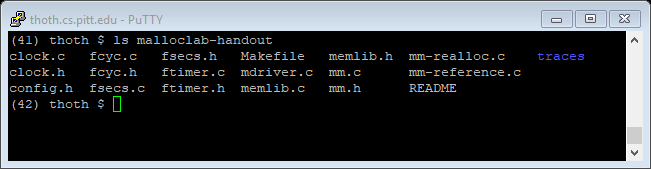 thoth.cs.pitt.edu - PuTTY
(41) thoth $ ls malloclab-handout
clock.c   fcyc.c   fsecs.h   Makefile   memlib.h  mm-realloc.c    traces
clock.h   fcyc.h   ftimer.c  mdriver.c  mm.c      mm-reference.c
config.h  fsecs.c  ftimer.h  memlib.c   mm.h      README
(42) thoth $